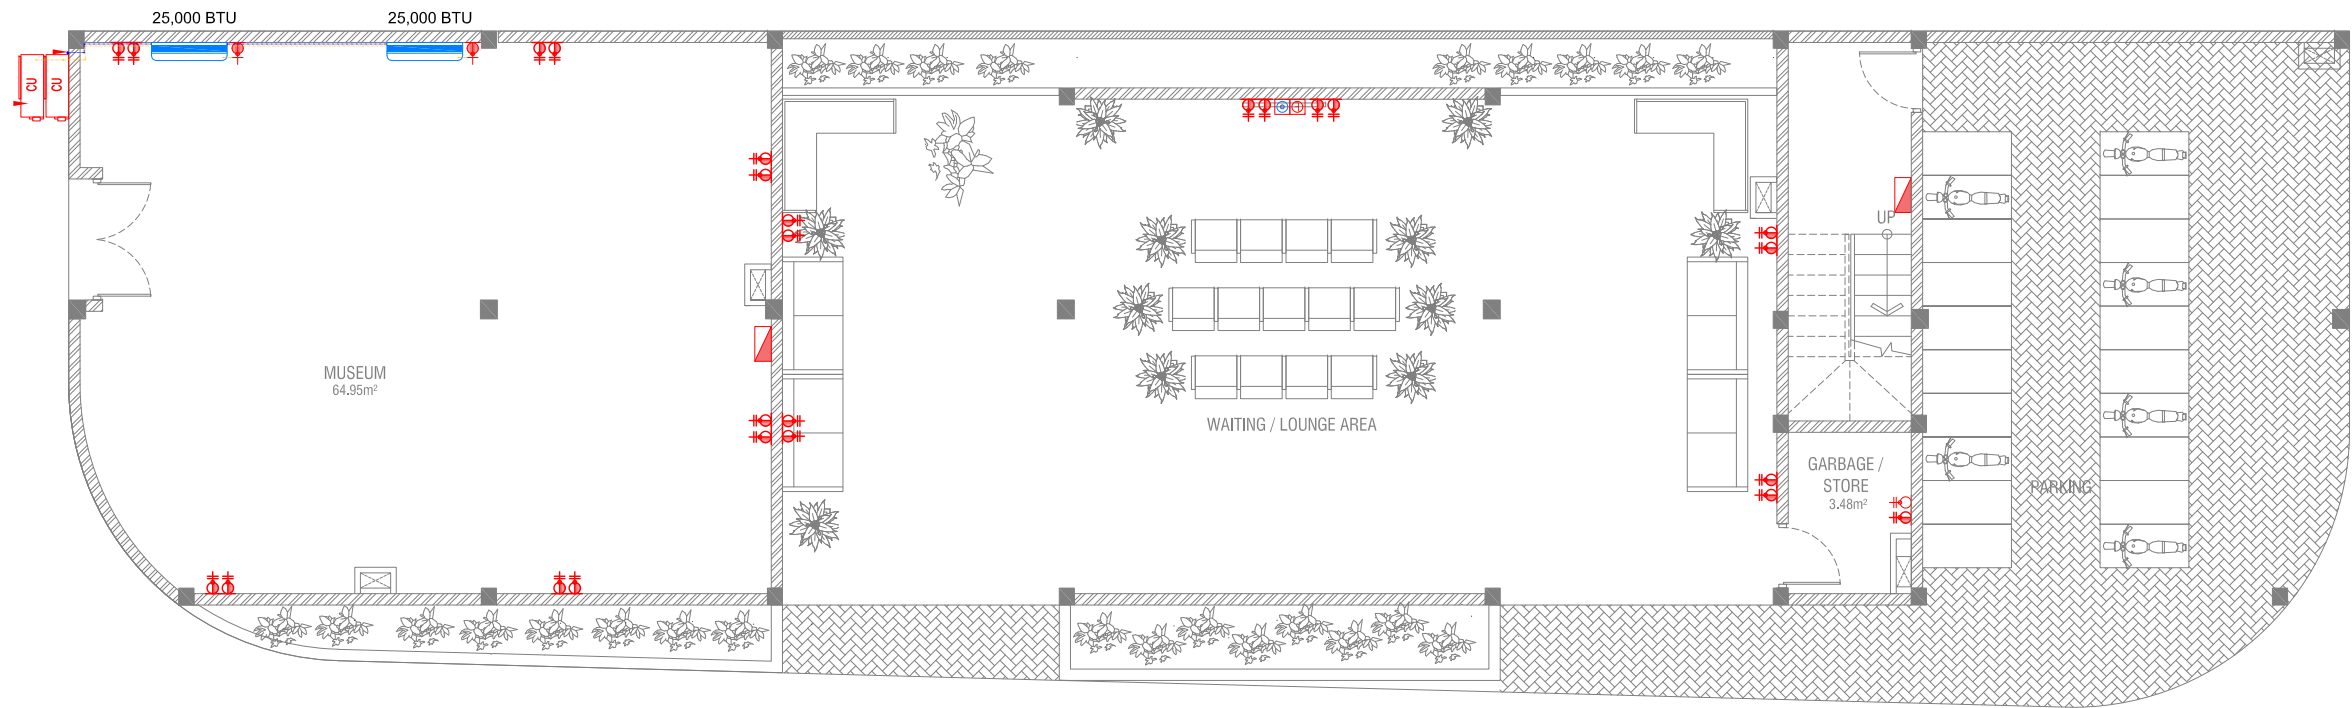 25,000 BTU
25,000 BTU
CU
CU
MUSEUM
64.95m²
WAITING / LOUNGE AREA
UP
GARBAGE /
STORE
3.48m²
PARKING